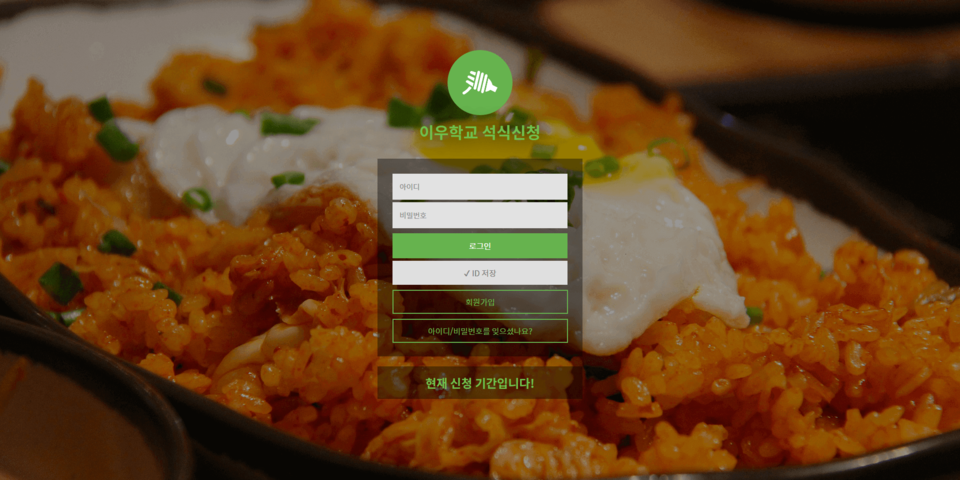 이우학교 석식신청
아이디
비밀번호
로그인
✓ ID 저장
회원가입
아이디/비밀번호를 잊으셨나요?
현재 신청 기간입니다!